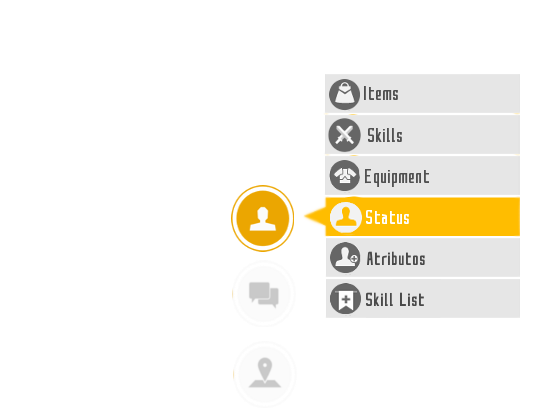 Items
Skills
Equipment
Status
Atributos
Skill List